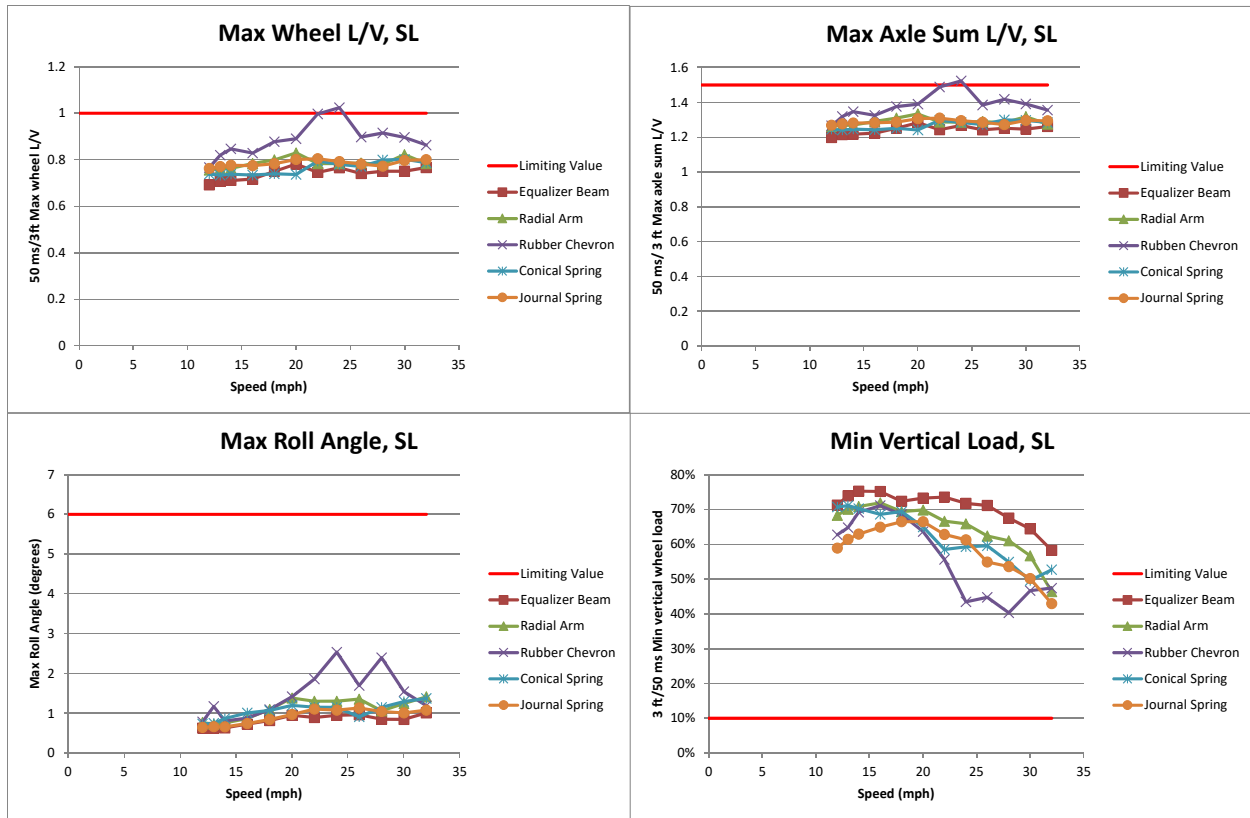 Max Wheel L/V, SL
50 ms/3ft Max wheel L/V
1.2
1
0.8
0.6
0.4
0.2
0
0 5 10 15 20 25 30 35
Speed (mph)
Limiting Value
Equalizer Beam
Radial Arm
Rubber Chevron
Conical Spring
Journal Spring
Max Axle Sum L/V, SL
50 ms/ 3 ft Max axle sum L/V
1.6
1.4
1.2
1
0.8
0.6
0.4
0.2
0
0 5 10 15 20 25 30 35
Speed (mph)
Limiting Value
Equalizer Beam
Radial Arm
Rubben Chevron
Conical Spring
Journal Spring
Max Roll Angle, SL
Max Roll Angle (degrees)
7
6
5
4
3
2
1
0
0 5 10 15 20 25 30 35
Speed (mph)
Limiting Value
Equalizer Beam
Radial Arm
Rubber Chevron
Conical Spring
Journal Spring
Min Vertical Load, SL
3 ft/50 ms Min vertical wheel load
80%
70%
60%
50%
40%
30%
20%
10%
0%
0 5 10 15 20 25 30 35
Speed (mph)
Limiting Value
Equalizer Beam
Radial Arm
Rubber Chevron
Conical Spring
Journal Spring